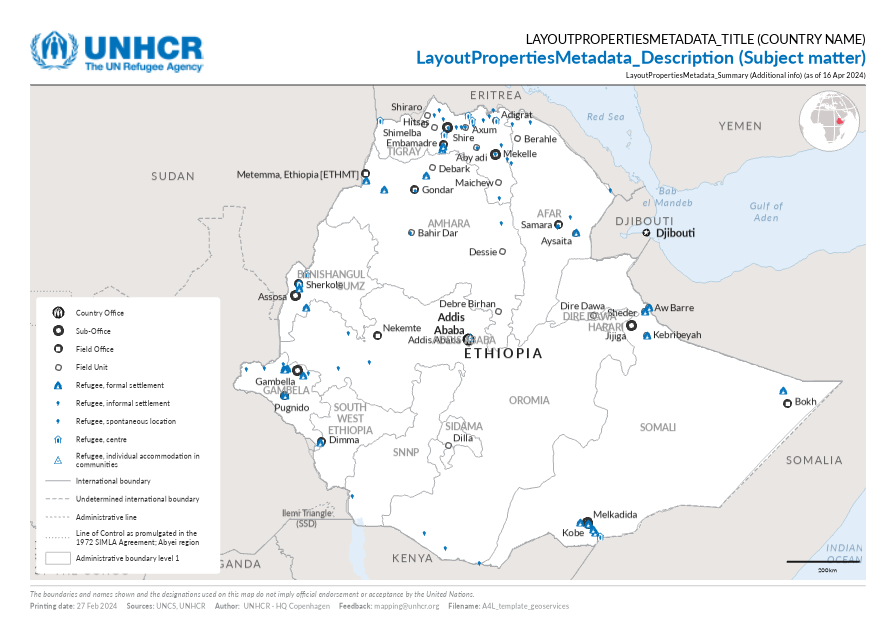 UNHCR
The UN Refugee Agency
LAYOUTPROPERTIESMETADATA_TITLE (COUNTRY NAME)
LayoutPropertiesMetadata_Description (Subject matter)
LayoutPropertiesMetadata_Summary (Additional info) (as of 16 Apr 2024)
ERITREA
Red Sea
YEMEN
SUDAN
Shiraro
Hitsas
Adigrat
Axum
Shimelba
Shire
Berahle
Embamadre
TIGRAY
Aby adi
Mekelle
Debark
Metemma, Ethiopia [ETHMT]
Maichew
Gondar
Bab
el Mandeb
Gulf of
Aden
AMHARA
AFAR
DJIBOUTI
Samara
Djibouti
Bahir Dar
Aysaita
Dessie
BENISHANGUL
GUMZ
Sherkole
Assosa
Debre Birhan
Dire Dawa
Sheder
Aw Barre
Addis
Ababa
DIRE DAWA
HARARI
Nekemte
Addis Ababa
ADDIS ABABA
Jijiga
Kebribeyah
ETHIOPIA
Gambella
GAMBELA
Pugnido
OROMIA
Bokh
SOUTH
WEST
ETHIOPIA
SIDAMA
SOMALI
Dimma
Dilla
SNNP
SOMALIA
Ilemi Triangle
(SSD)
Melkadida
Kobe
KENYA
INDIAN
OCEAN
GANDA
200km
Country Office
Sub-Office
Field Office
Field Unit
Refugee, formal settlement
Refugee, informal settlement
Refugee, spontaneous location
Refugee, centre
Refugee, individual accommodation in
communities
International boundary
Undetermined international boundary
Administrative line
Line of Control as promulgated in the
1972 SIMLA Agreement; Abyei region
Administrative boundary level 1
The boundaries and names shown and the designations used on this map do not imply official endorsement or acceptance by the United Nations.
Printing date: 27 Feb 2024 Sources: UNCS, UNHCR Author: UNHCR - HQ Copenhagen Feedback: mapping@unhcr.org Filename: A4L_template_geoservices